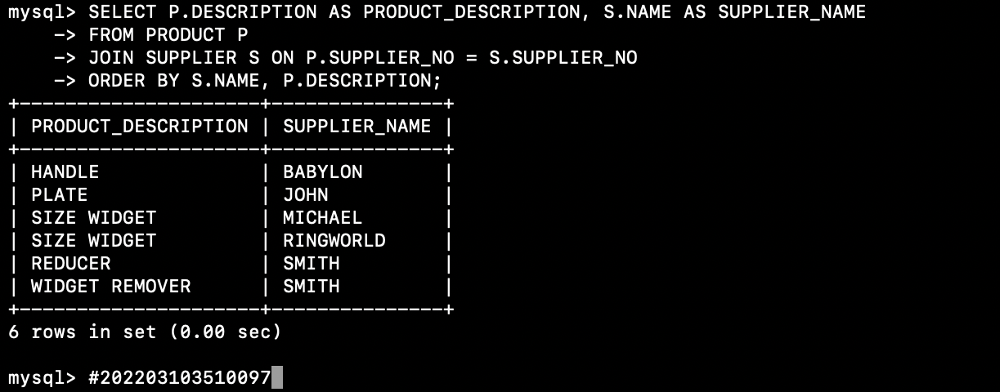 mysql> SELECT P.DESCRIPTION AS PRODUCT_DESCRIPTION, S.NAME AS SUPPLIER_NAME
    -> FROM PRODUCT P
    -> JOIN SUPPLIER S ON P.SUPPLIER_NO = S.SUPPLIER_NO
    -> ORDER BY S.NAME, P.DESCRIPTION;
+---------------------+---------------+
| PRODUCT_DESCRIPTION | SUPPLIER_NAME |
+---------------------+---------------+
| HANDLE              | BABYLON       |
| PLATE               | JOHN          |
| SIZE WIDGET         | MICHAEL       |
| SIZE WIDGET         | RINGWORLD     |
| REDUCER             | SMITH         |
| WIDGET REMOVER      | SMITH         |
+---------------------+---------------+
6 rows in set (0.00 sec)

mysql> #202203103510097